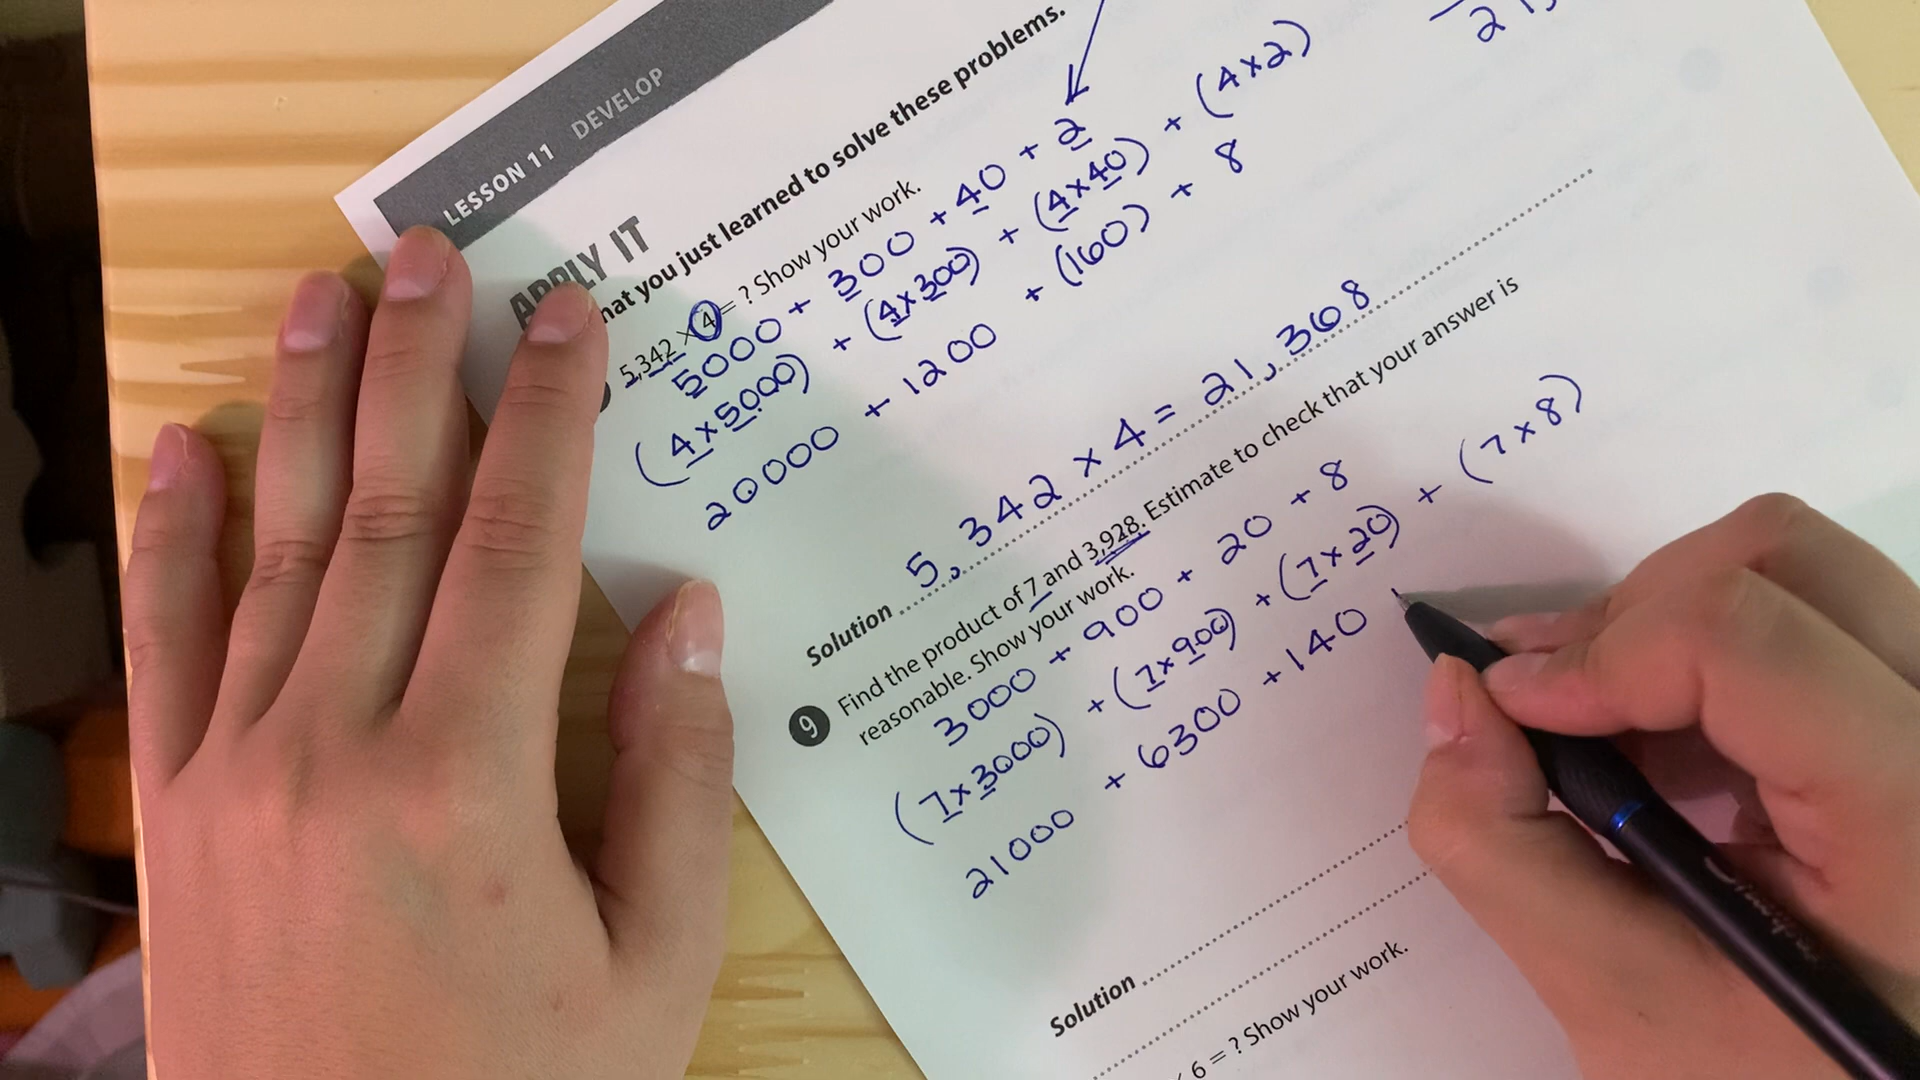 LESSON 11 DEVELOP
APPLY IT
hat you just learned to solve these problems.
5,342 × 4 = ? Show your work.
5000 + 300 + 40 + 2
(4×5000) + (4×300) + (4×40) + (4×2)
20000 + 1200 + (160) + 8
Solution 5,342 × 4 = 21,368
9 Find the product of 7 and 3,928. Estimate to check that your answer is
reasonable. Show your work.
3000 + 900 + 20 + 8
(7×3000) + (7×900) + (7×20) + (7×8)
21000 + 6300 + 140
Solution
6 = ? Show your work.